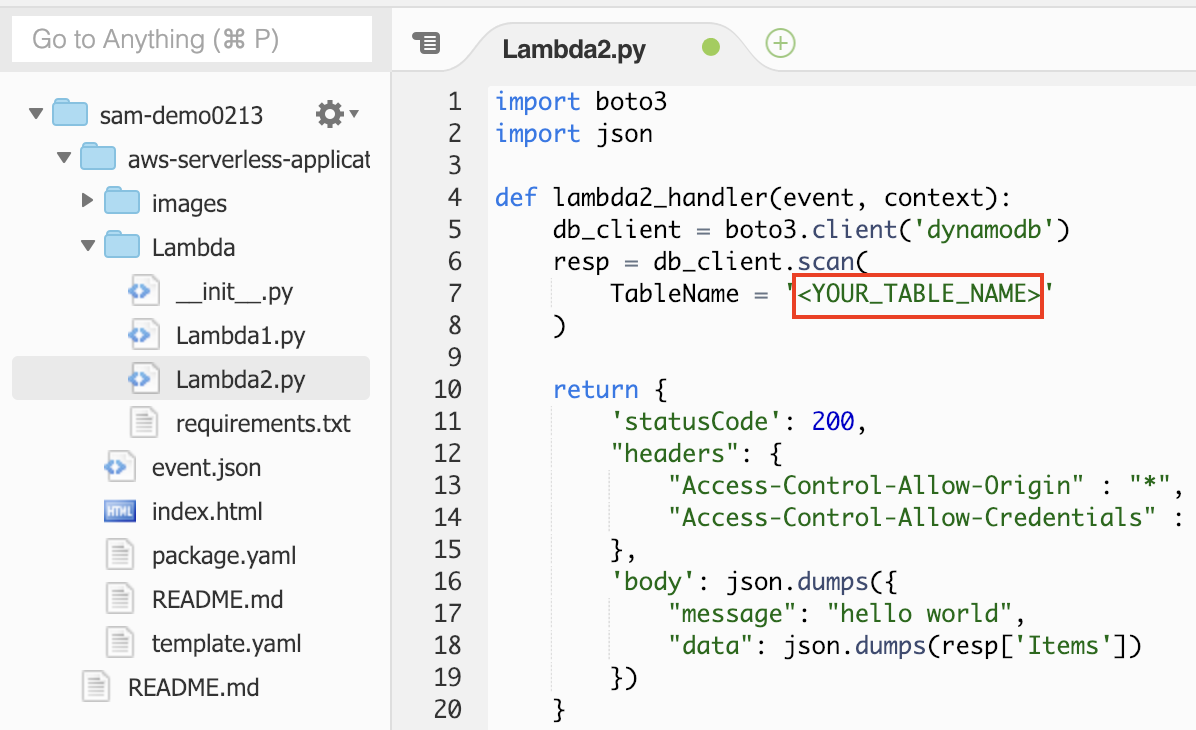 Go to Anything (⌘ P)
sam-demo0213
aws-serverless-applicat
images
Lambda
__init__.py
Lambda1.py
Lambda2.py
requirements.txt
event.json
HTML
index.html
package.yaml
README.md
template.yaml
README.md
Lambda2.py
1 import boto3
2 import json
3
4 def lambda2_handler(event, context):
5     db_client = boto3.client('dynamodb')
6     resp = db_client.scan(
7         TableName = '<YOUR_TABLE_NAME>'
8     )
9
10     return {
11         'statusCode': 200,
12         "headers": {
13             "Access-Control-Allow-Origin" : "*",
14             "Access-Control-Allow-Credentials" :
15         },
16         'body': json.dumps({
17             "message": "hello world",
18             "data": json.dumps(resp['Items'])
19         })
20     }